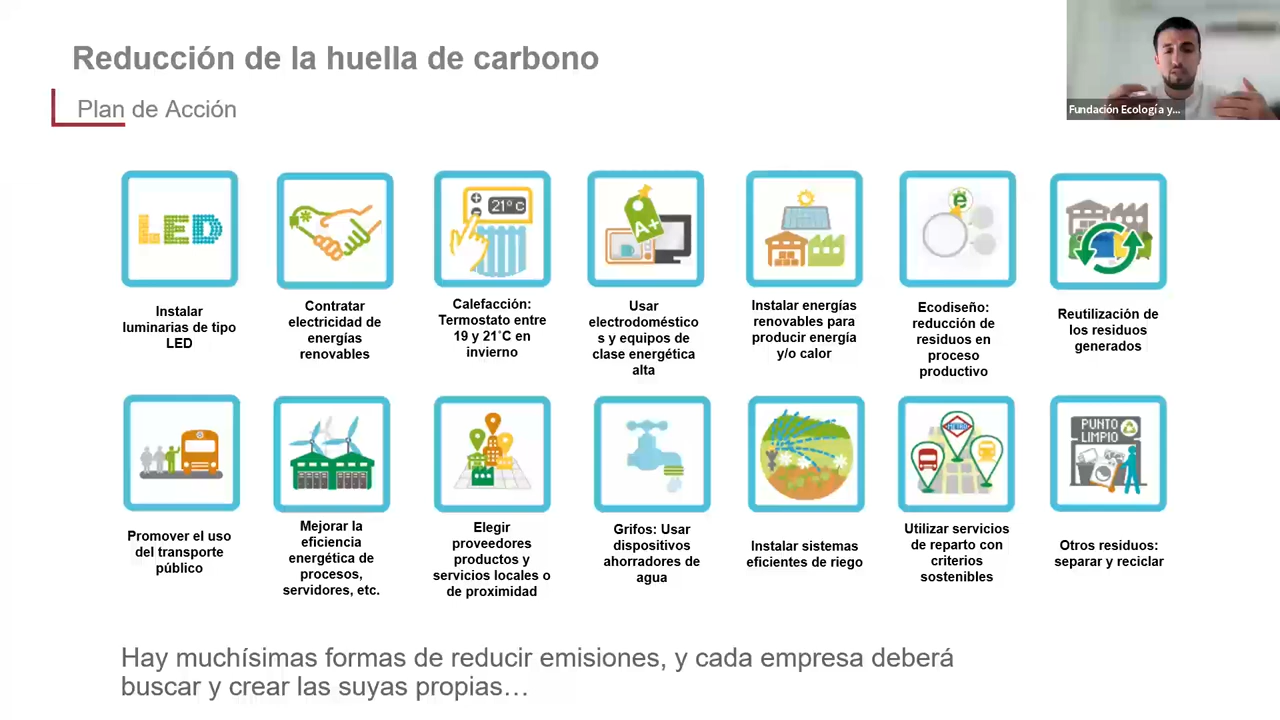 Reducción de la huella de carbono
Plan de Acción
Fundación Ecología y...
LED
21º c
A+
e
Instalar
luminarias de tipo
LED
Contratar
electricidad de
energías
renovables
Calefacción:
Termostato entre
19 y 21˚C en
invierno
Usar
electrodoméstico
s y equipos de
clase energética
alta
Instalar energías
renovables para
producir energía
y/o calor
Ecodiseño:
reducción de
residuos en
proceso
productivo
Reutilización de
los residuos
generados
METRO
PUNTO
LIMPIO
Promover el uso
del transporte
público
Mejorar la
eficiencia
energética de
procesos,
servidores, etc.
Elegir
proveedores
productos y
servicios locales o
de proximidad
Grifos: Usar
dispositivos
ahorradores de
agua
Instalar sistemas
eficientes de riego
Utilizar servicios
de reparto con
criterios
sostenibles
Otros residuos:
separar y reciclar
Hay muchísimas formas de reducir emisiones, y cada empresa deberá
buscar y crear las suyas propias…